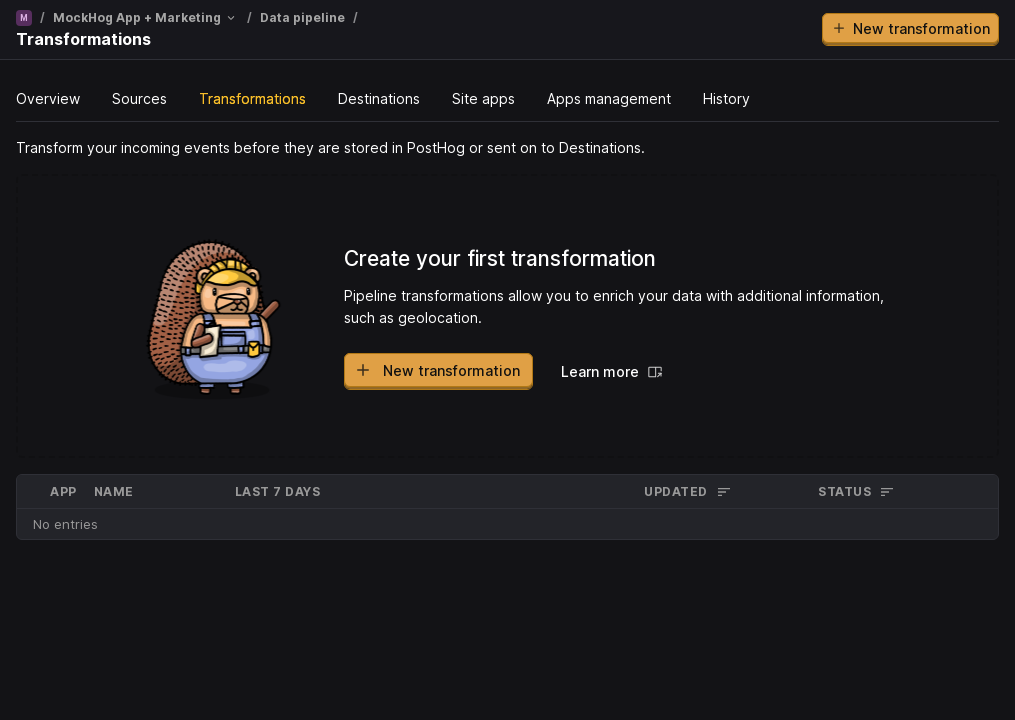 M / MockHog App + Marketing / Data pipeline /
Transformations
New transformation
Overview Sources Transformations Destinations Site apps Apps management History
Transform your incoming events before they are stored in PostHog or sent on to Destinations.
Create your first transformation
Pipeline transformations allow you to enrich your data with additional information,
such as geolocation.
New transformation Learn more
APP NAME LAST 7 DAYS UPDATED STATUS
No entries